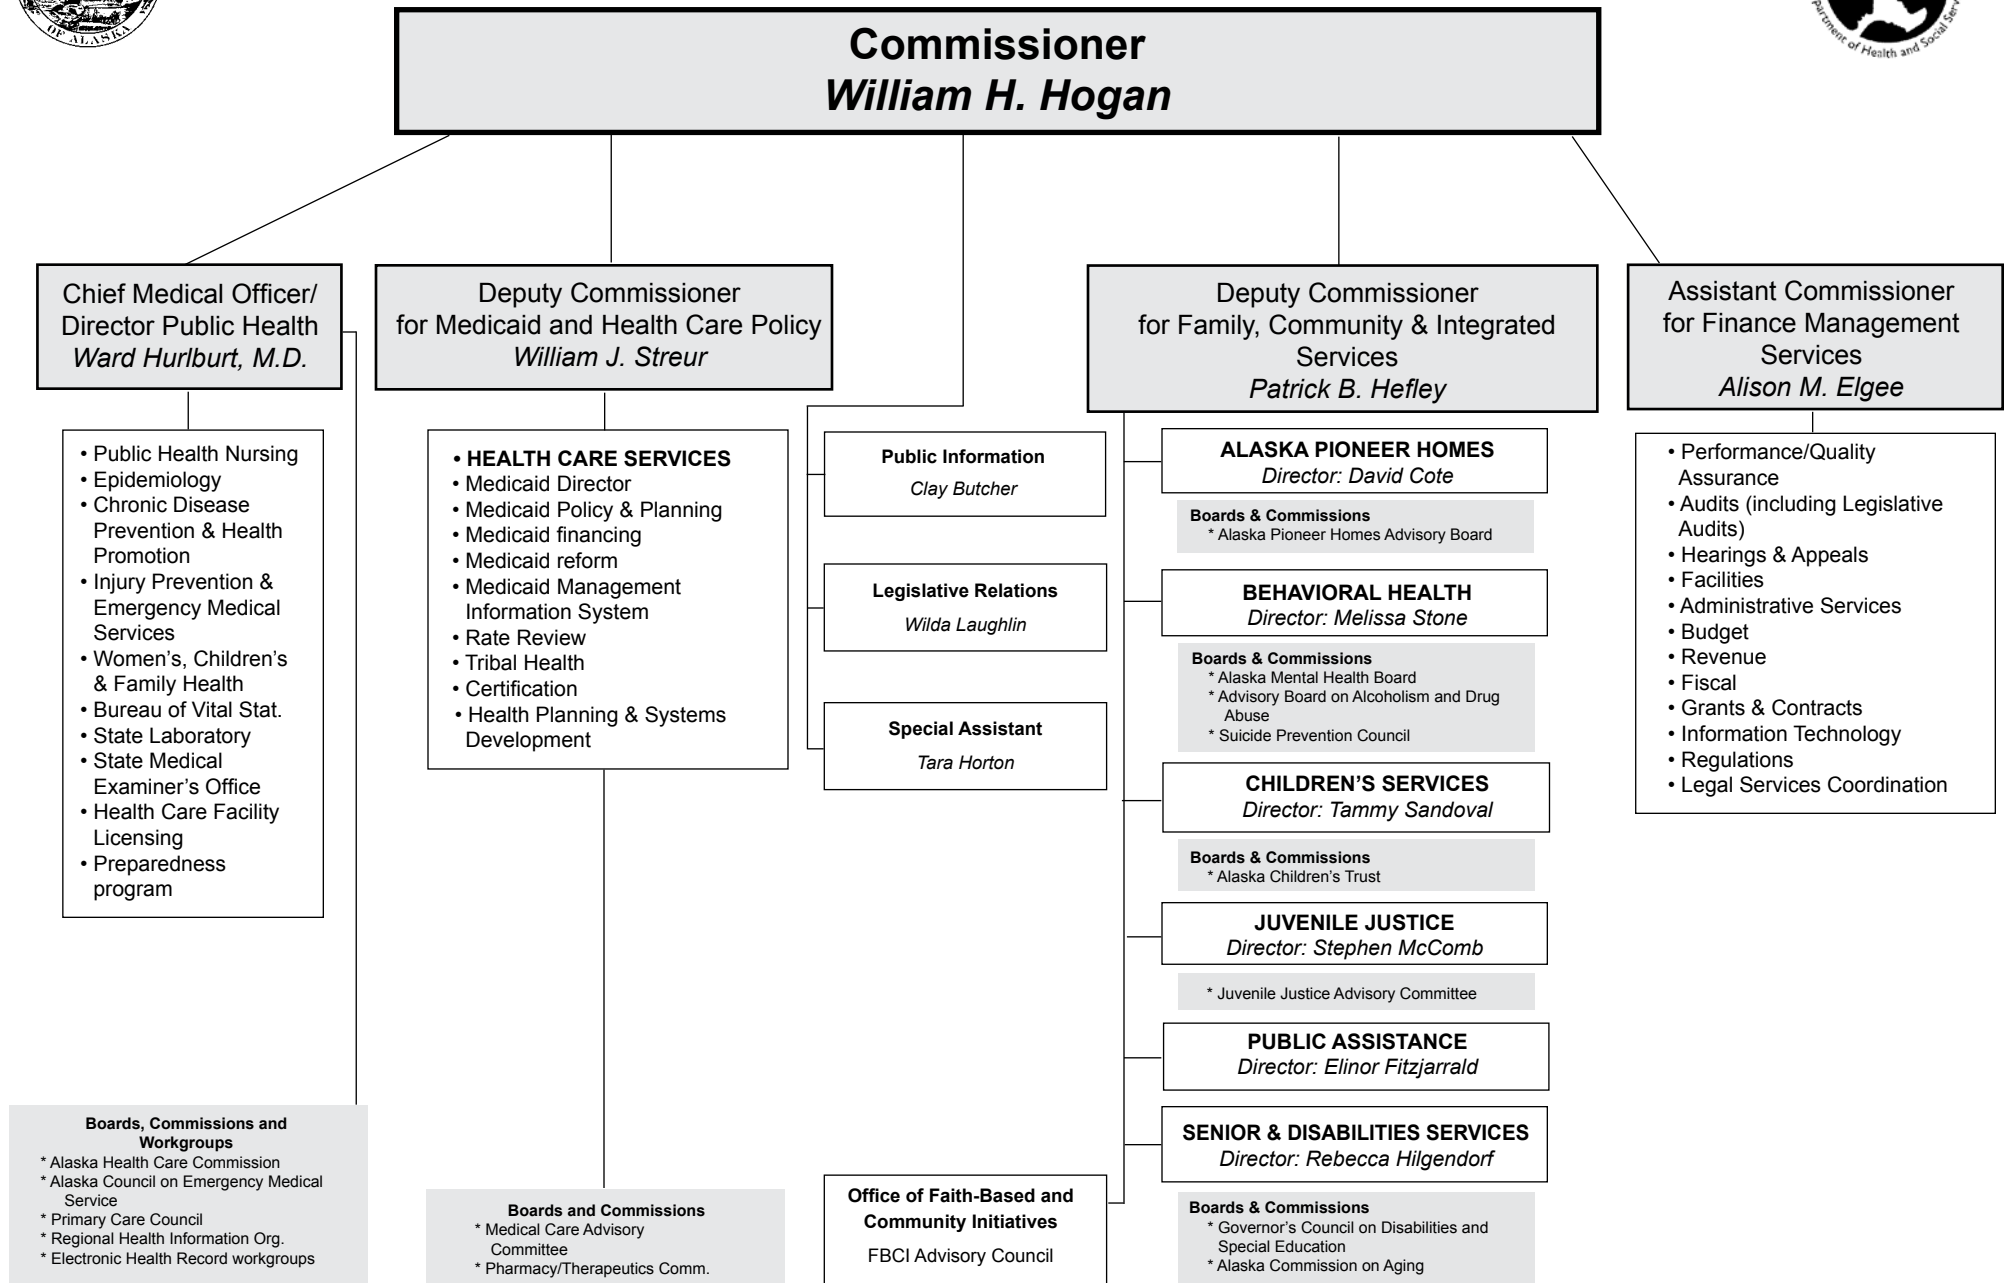 OF ALASKA
partment of Health and Social Serv
Commissioner
William H. Hogan
Chief Medical Officer/
Director Public Health
Ward Hurlburt, M.D.
• Public Health Nursing
• Epidemiology
• Chronic Disease
Prevention & Health
Promotion
• Injury Prevention &
Emergency Medical
Services
• Women's, Children's
& Family Health
• Bureau of Vital Stat.
• State Laboratory
• State Medical
Examiner's Office
• Health Care Facility
Licensing
• Preparedness
program
Boards, Commissions and
Workgroups
* Alaska Health Care Commission
* Alaska Council on Emergency Medical
Service
* Primary Care Council
* Regional Health Information Org.
* Electronic Health Record workgroups
Deputy Commissioner
for Medicaid and Health Care Policy
William J. Streur
• HEALTH CARE SERVICES
• Medicaid Director
• Medicaid Policy & Planning
• Medicaid financing
• Medicaid reform
• Medicaid Management
Information System
• Rate Review
• Tribal Health
• Certification
• Health Planning & Systems
Development
Boards and Commissions
* Medical Care Advisory
Committee
* Pharmacy/Therapeutics Comm.
Public Information
Clay Butcher
Legislative Relations
Wilda Laughlin
Special Assistant
Tara Horton
Office of Faith-Based and
Community Initiatives
FBCI Advisory Council
Deputy Commissioner
for Family, Community & Integrated
Services
Patrick B. Hefley
ALASKA PIONEER HOMES
Director: David Cote
Boards & Commissions
* Alaska Pioneer Homes Advisory Board
BEHAVIORAL HEALTH
Director: Melissa Stone
Boards & Commissions
* Alaska Mental Health Board
* Advisory Board on Alcoholism and Drug
Abuse
* Suicide Prevention Council
CHILDREN'S SERVICES
Director: Tammy Sandoval
Boards & Commissions
* Alaska Children's Trust
JUVENILE JUSTICE
Director: Stephen McComb
* Juvenile Justice Advisory Committee
PUBLIC ASSISTANCE
Director: Elinor Fitzjarrald
SENIOR & DISABILITIES SERVICES
Director: Rebecca Hilgendorf
Boards & Commissions
* Governor's Council on Disabilities and
Special Education
* Alaska Commission on Aging
Assistant Commissioner
for Finance Management
Services
Alison M. Elgee
• Performance/Quality
Assurance
• Audits (including Legislative
Audits)
• Hearings & Appeals
• Facilities
• Administrative Services
• Budget
• Revenue
• Fiscal
• Grants & Contracts
• Information Technology
• Regulations
• Legal Services Coordination